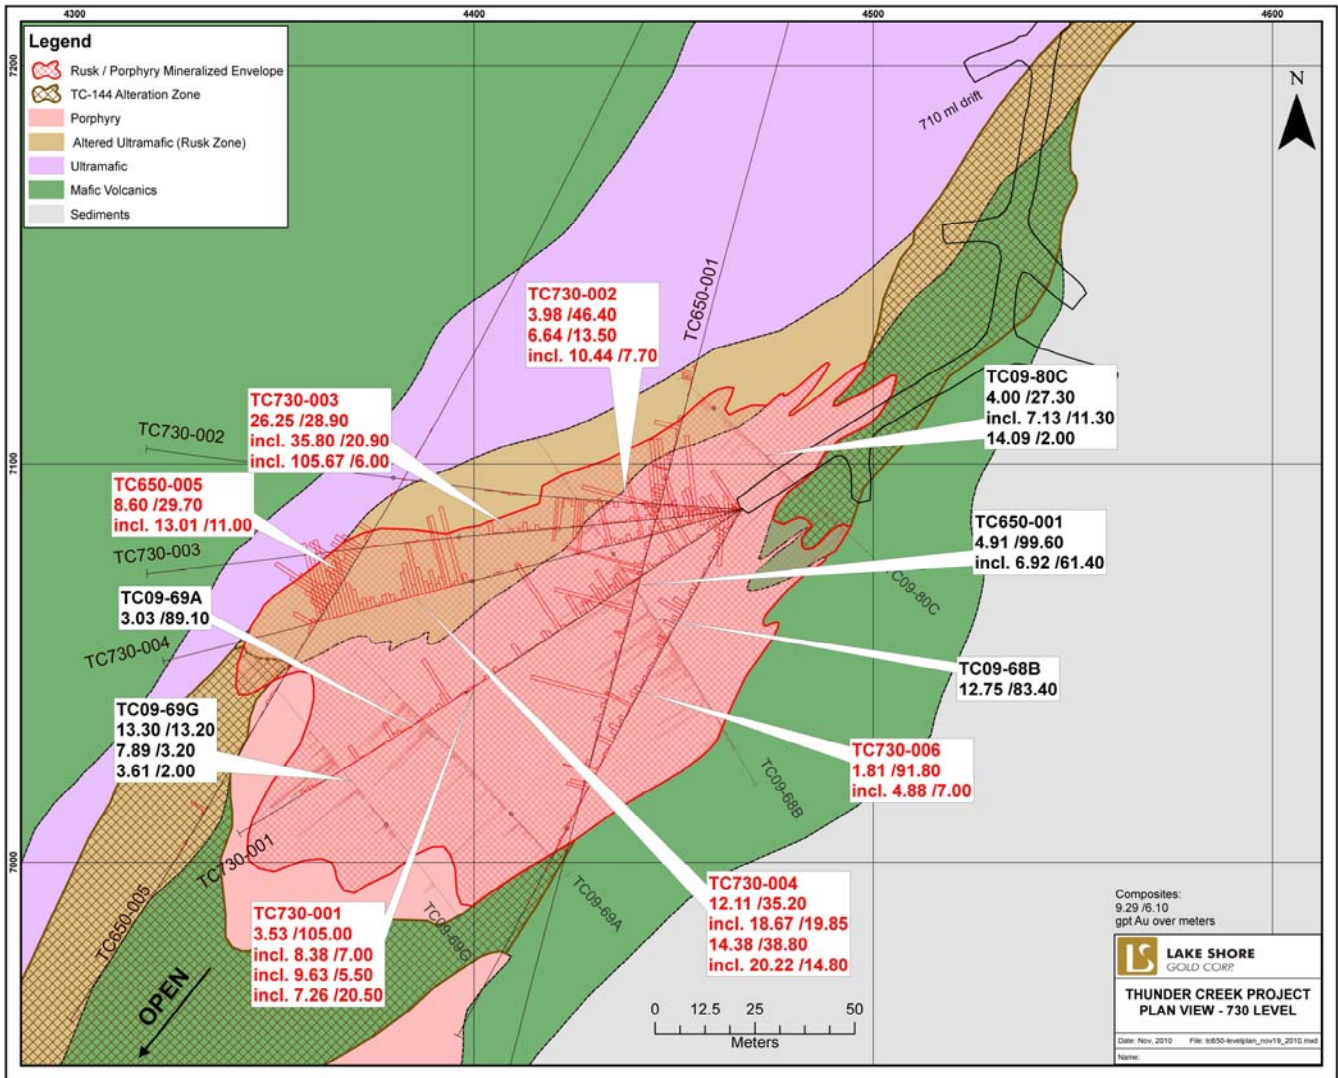 4300
4400
4500
4600
7200
7100
7000
Legend
Rusk / Porphyry Mineralized Envelope
TC-144 Alteration Zone
Porphyry
Altered Ultramafic (Rusk Zone)
Ultramafic
Mafic Volcanics
Sediments
710 ml drift
N
TC650-001
TC730-002
3.98 /46.40
6.64 /13.50
incl. 10.44 /7.70
TC730-003
26.25 /28.90
incl. 35.80 /20.90
incl. 105.67 /6.00
TC09-80C
4.00 /27.30
incl. 7.13 /11.30
14.09 /2.00
TC730-002
TC650-005
8.60 /29.70
incl. 13.01 /11.00
TC650-001
4.91 /99.60
incl. 6.92 /61.40
TC730-003
TC09-80C
TC09-69A
3.03 /89.10
TC730-004
TC09-68B
12.75 /83.40
TC09-69G
13.30 /13.20
7.89 /3.20
3.61 /2.00
TC730-006
1.81 /91.80
incl. 4.88 /7.00
TC09-68B
TC730-001
TC650-005
TC09-69G
TC09-69A
TC730-001
3.53 /105.00
incl. 8.38 /7.00
incl. 9.63 /5.50
incl. 7.26 /20.50
TC730-004
12.11 /35.20
incl. 18.67 /19.85
14.38 /38.80
incl. 20.22 /14.80
OPEN
0 12.5 25 50
Meters
Composites:
9.29 /6.10
gpt Au over meters
LS
LAKE SHORE
GOLD CORP.
THUNDER CREEK PROJECT
PLAN VIEW - 730 LEVEL
Date: Nov, 2010 File: tc650-levelplan_nov19_2010.mxd
Name: